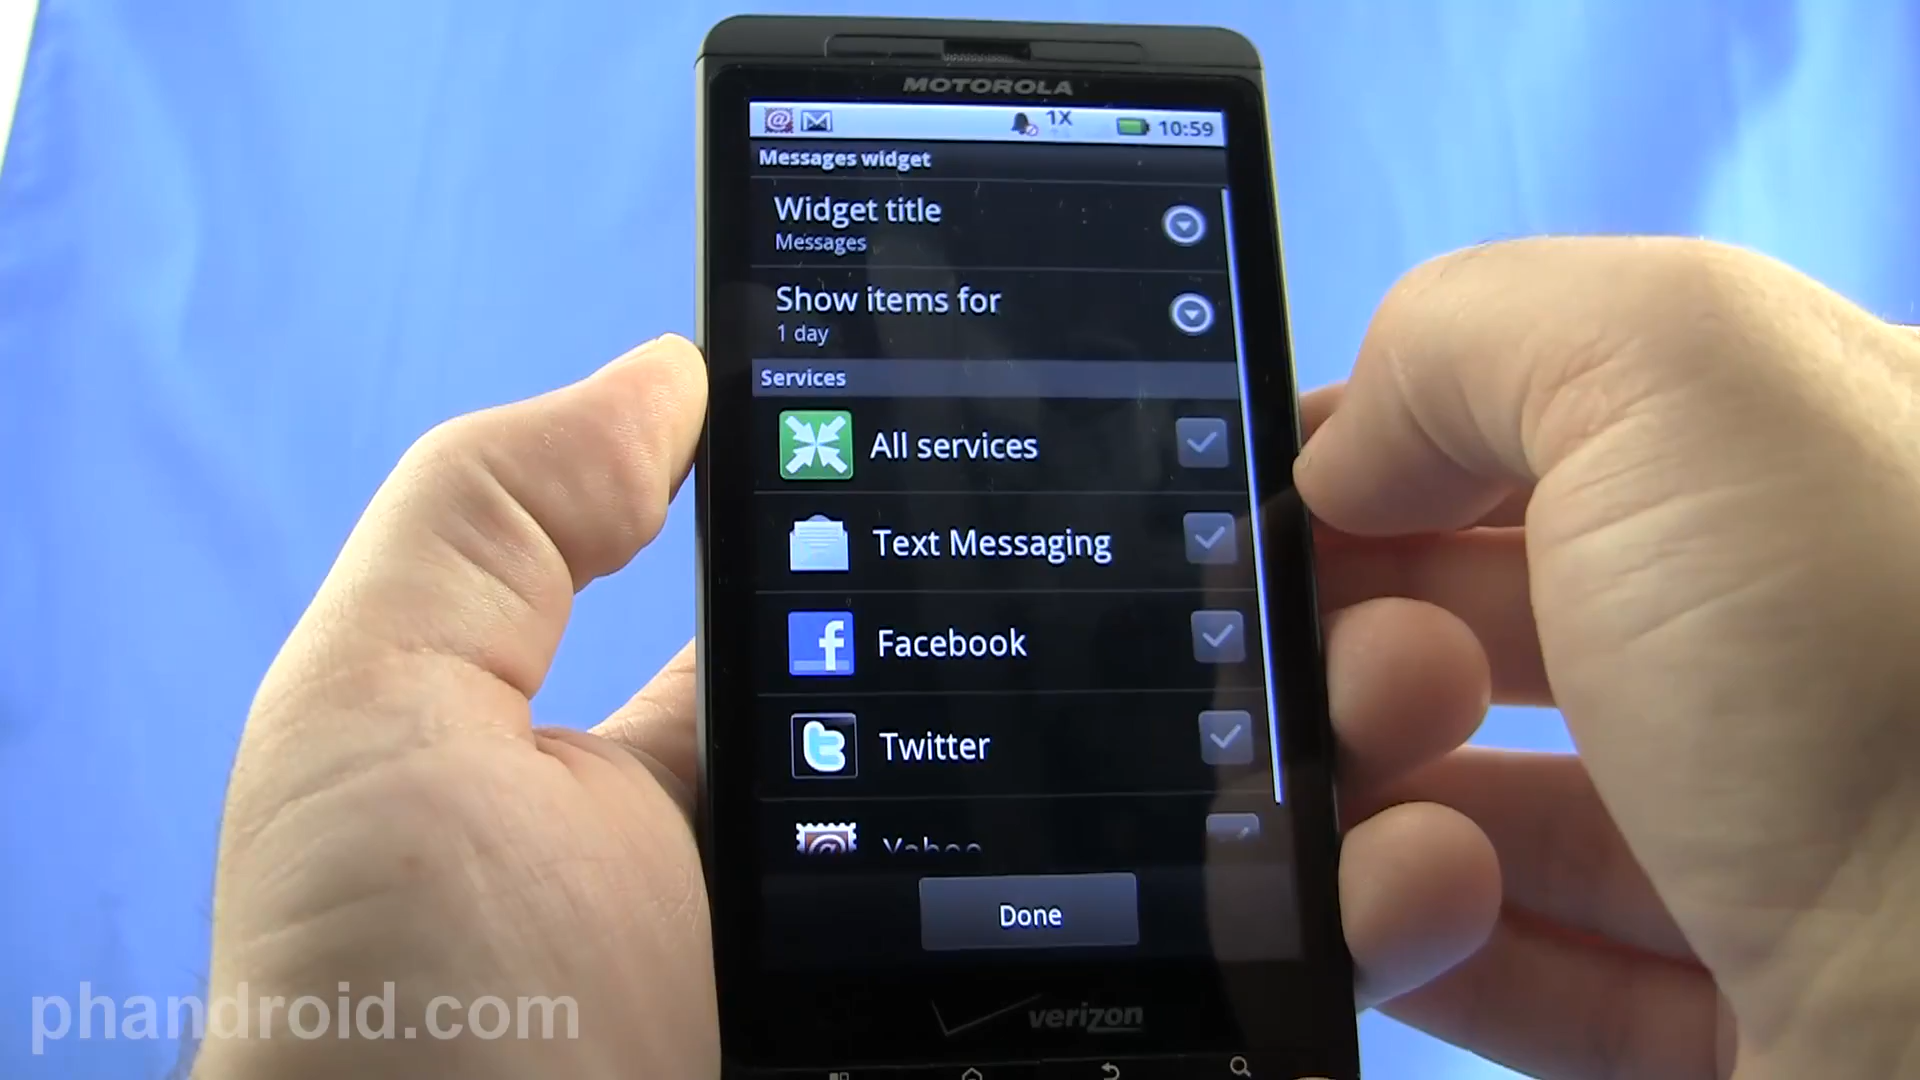 MOTOROLA
1X
10:59
Messages widget
Widget title
Messages
Show items for
1 day
Services
All services
Text Messaging
Facebook
Twitter
Yahoo
Done
verizon
phandroid.com